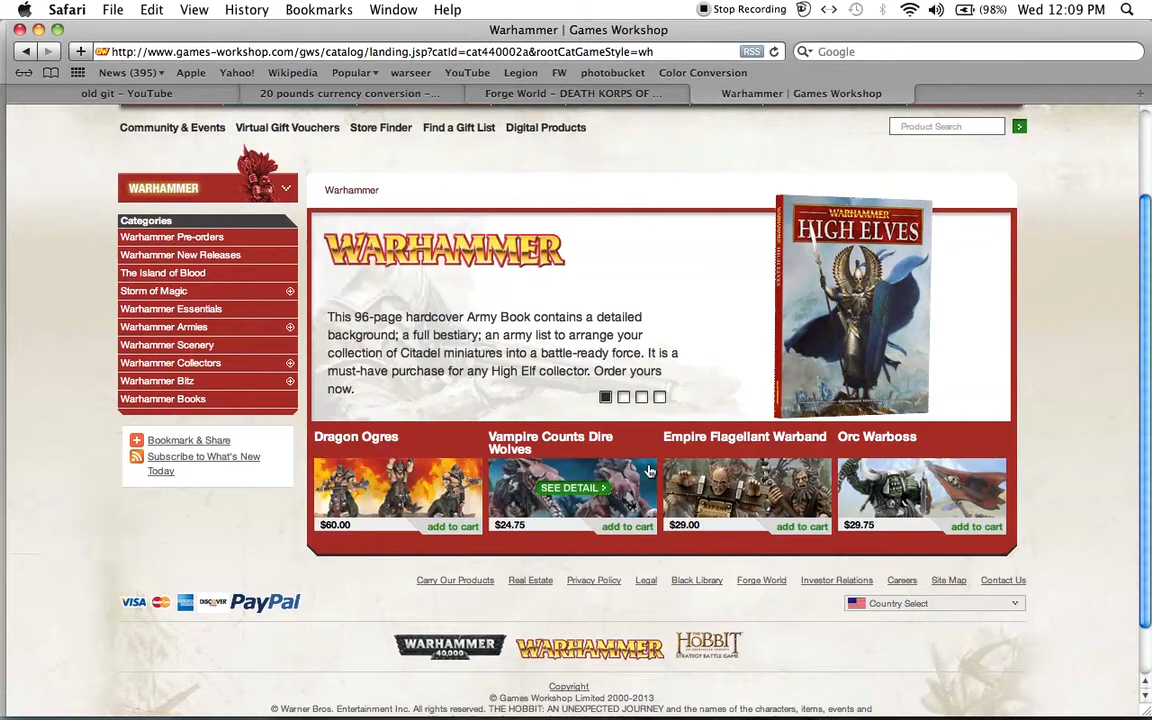 Safari File Edit View History Bookmarks Window Help Stop Recording (98%) Wed 12:09 PM
Warhammer | Games Workshop
http://www.games-workshop.com/gws/catalog/landing.jsp?catId=cat440002a&rootCatGameStyle=wh RSS Google
News (395) Apple Yahoo! Wikipedia Popular warseer YouTube Legion FW photobucket Color Conversion
old git – YouTube 20 pounds currency conversion –... Forge World – DEATH KORPS OF ... Warhammer | Games Workshop
Community & Events Virtual Gift Vouchers Store Finder Find a Gift List Digital Products Product Search
WARHAMMER
Categories
Warhammer Pre-orders
Warhammer New Releases
The Island of Blood
Storm of Magic
Warhammer Essentials
Warhammer Armies
Warhammer Scenery
Warhammer Collectors
Warhammer Bitz
Warhammer Books
Bookmark & Share
Subscribe to What's New
Today
Warhammer
WARHAMMER
This 96-page hardcover Army Book contains a detailed
background; a full bestiary; an army list to arrange your
collection of Citadel miniatures into a battle-ready force. It is a
must-have purchase for any High Elf collector. Order yours
now.
WARHAMMER
HIGH ELVES
Dragon Ogres
$60.00 add to cart
Vampire Counts Dire
Wolves
SEE DETAIL >
$24.75 add to cart
Empire Flagellant Warband
$29.00 add to cart
Orc Warboss
$29.75 add to cart
Carry Our Products Real Estate Privacy Policy Legal Black Library Forge World Investor Relations Careers Site Map Contact Us
VISA DISCOVER PayPal
Country Select
WARHAMMER
40,000
WARHAMMER
THE HOBBIT
AN UNEXPECTED JOURNEY
STRATEGY BATTLE GAME
Copyright
© Games Workshop Limited 2000-2013
© Warner Bros. Entertainment Inc. All rights reserved. THE HOBBIT: AN UNEXPECTED JOURNEY and the names of the characters, items, events and